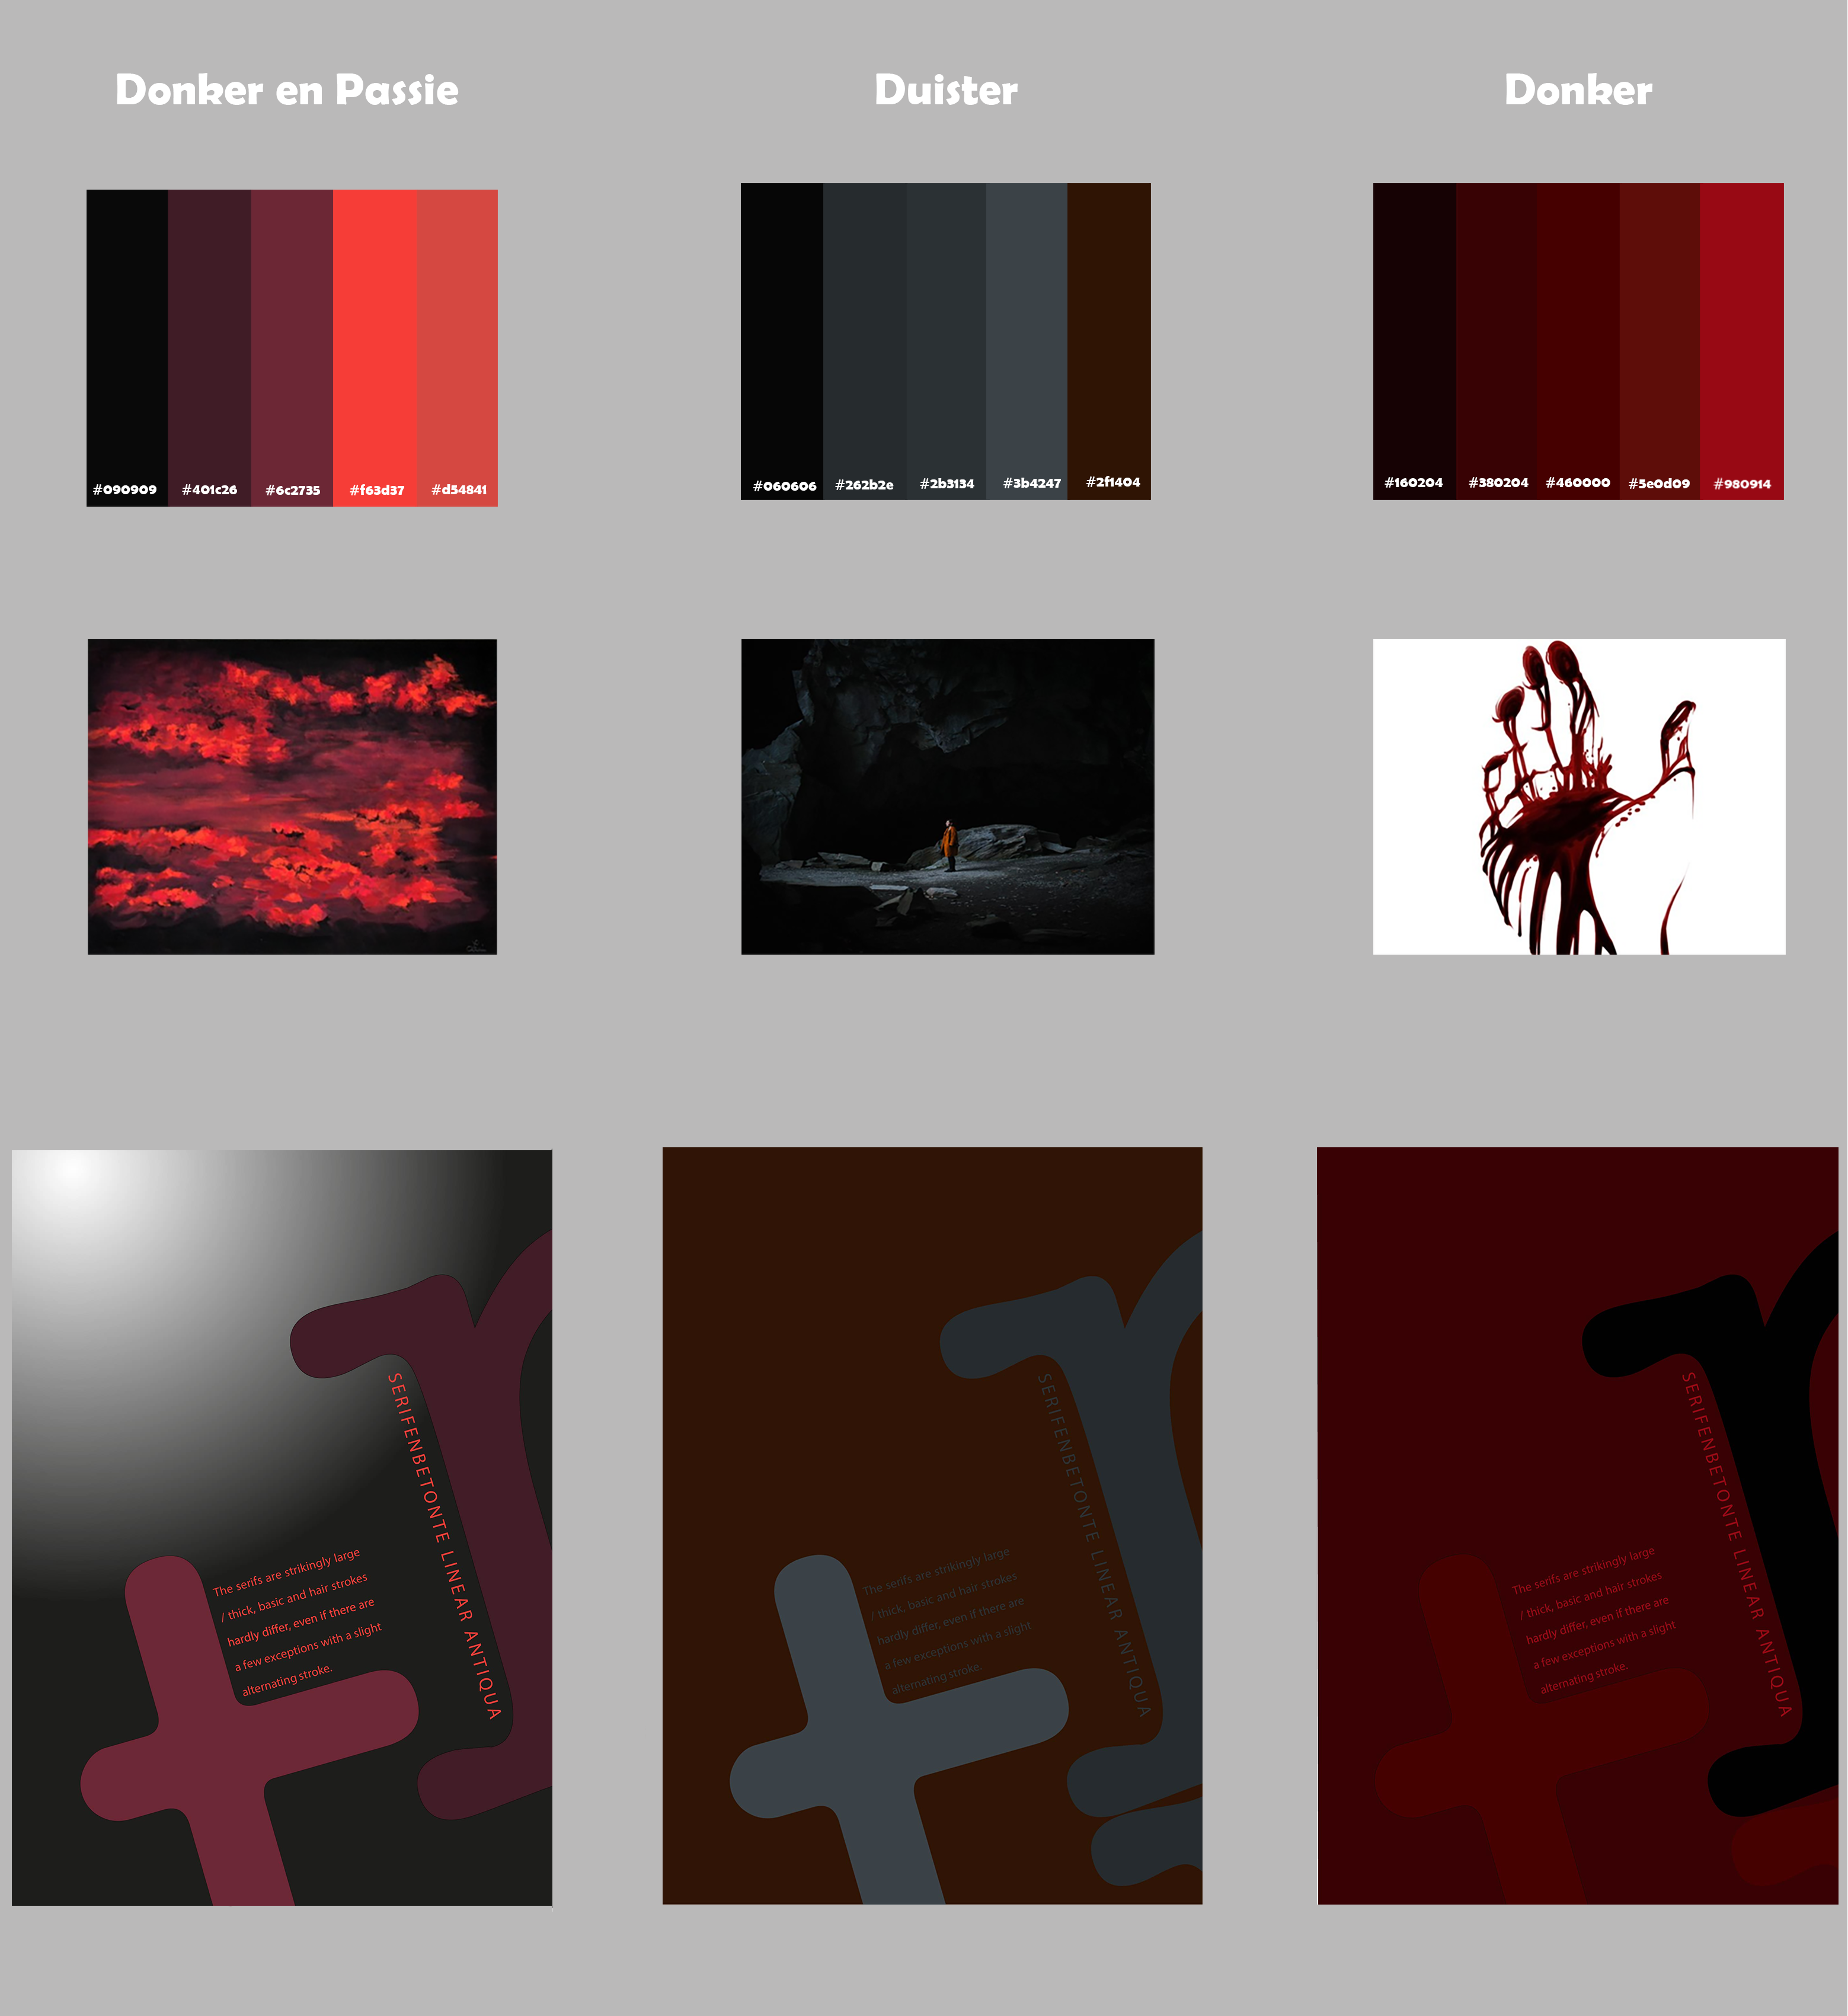 Donker en Passie
Duister
Donker
#090909 #401c26 #6c2735 #f63d37 #d54841
#060606 #262b2e #2b3134 #3b4247 #2f1404
#160204 #380204 #460000 #5e0d09 #980914
SERIFENBETONTE LINEAR ANTIQUA
The serifs are strikingly large
/ thick, basic and hair strokes
hardly differ, even if there are
a few exceptions with a slight
alternating stroke.
SERIFENBETONTE LINEAR ANTIQUA
The serifs are strikingly large
/ thick, basic and hair strokes
hardly differ, even if there are
a few exceptions with a slight
alternating stroke.
SERIFENBETONTE LINEAR ANTIQUA
The serifs are strikingly large
/ thick, basic and hair strokes
hardly differ, even if there are
a few exceptions with a slight
alternating stroke.